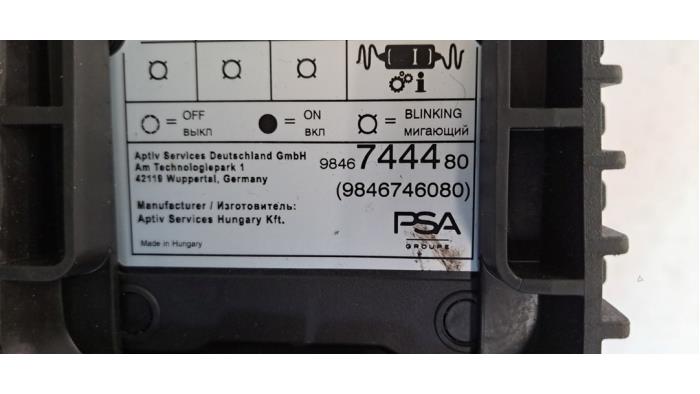 I
i
= OFF
ВЫКЛ
= ON
ВКЛ
= BLINKING
мигающий
Aptiv Services Deutschland GmbH
Am Technologiepark 1
42119 Wuppertal, Germany
9846 7444 80
(9846746080)
Manufacturer / Изготовитель:
Aptiv Services Hungary Kft.
PSA
GROUPE
Made in Hungary